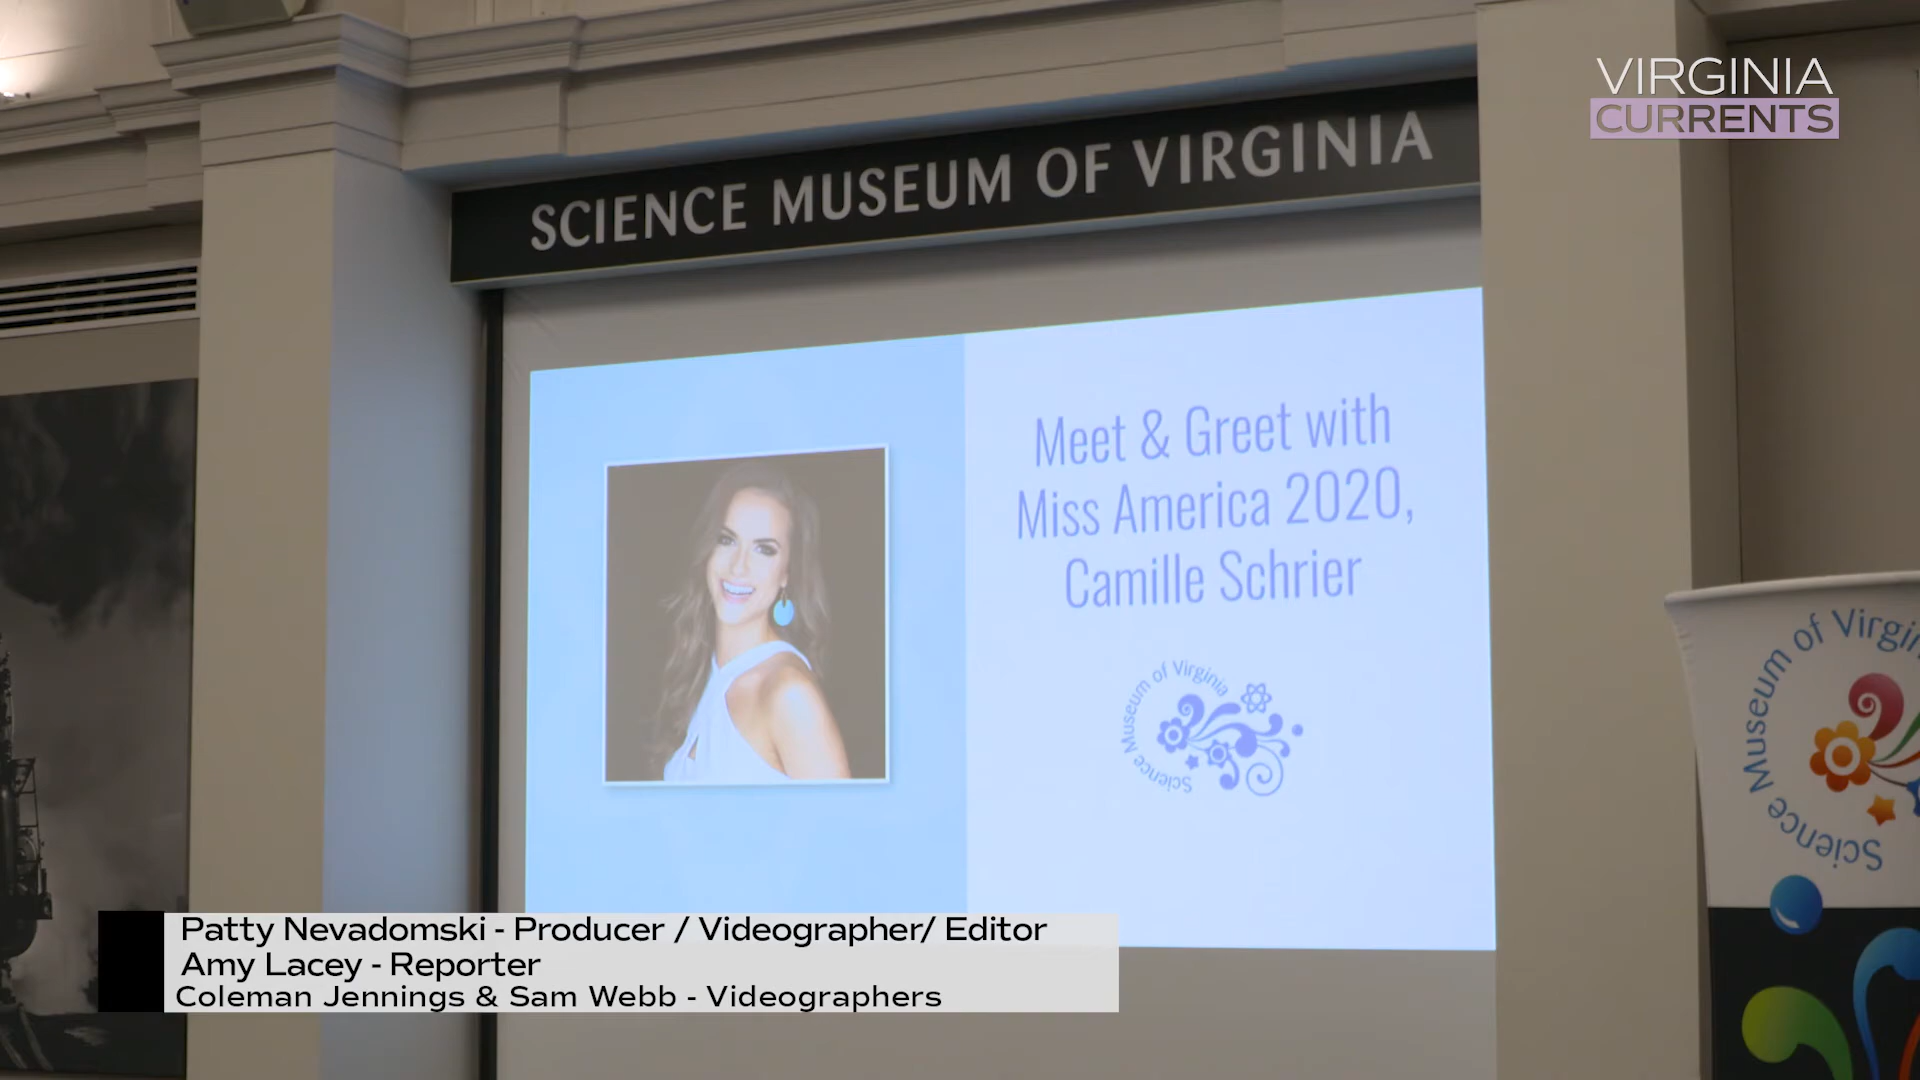 VIRGINIA
CURRENTS
SCIENCE MUSEUM OF VIRGINIA
Meet & Greet with
Miss America 2020,
Camille Schrier
Science Museum of Virginia
Science Museum of Virgin
Patty Nevadomski - Producer / Videographer/ Editor
Amy Lacey - Reporter
Coleman Jennings & Sam Webb - Videographers